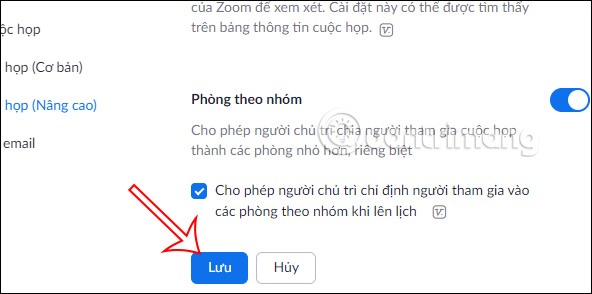 của Zoom để xem xét. Cài đặt này có thể được tìm thấy
trên bảng thông tin cuộc họp.
ộc họp
họp (Cơ bản)
họp (Nâng cao)
email
Phòng theo nhóm
Cho phép người chủ trì chia người tham gia cuộc họp
thành các phòng nhỏ hơn, riêng biệt
Cho phép người chủ trì chỉ định người tham gia vào
các phòng theo nhóm khi lên lịch
Lưu
Hủy
quantrimang